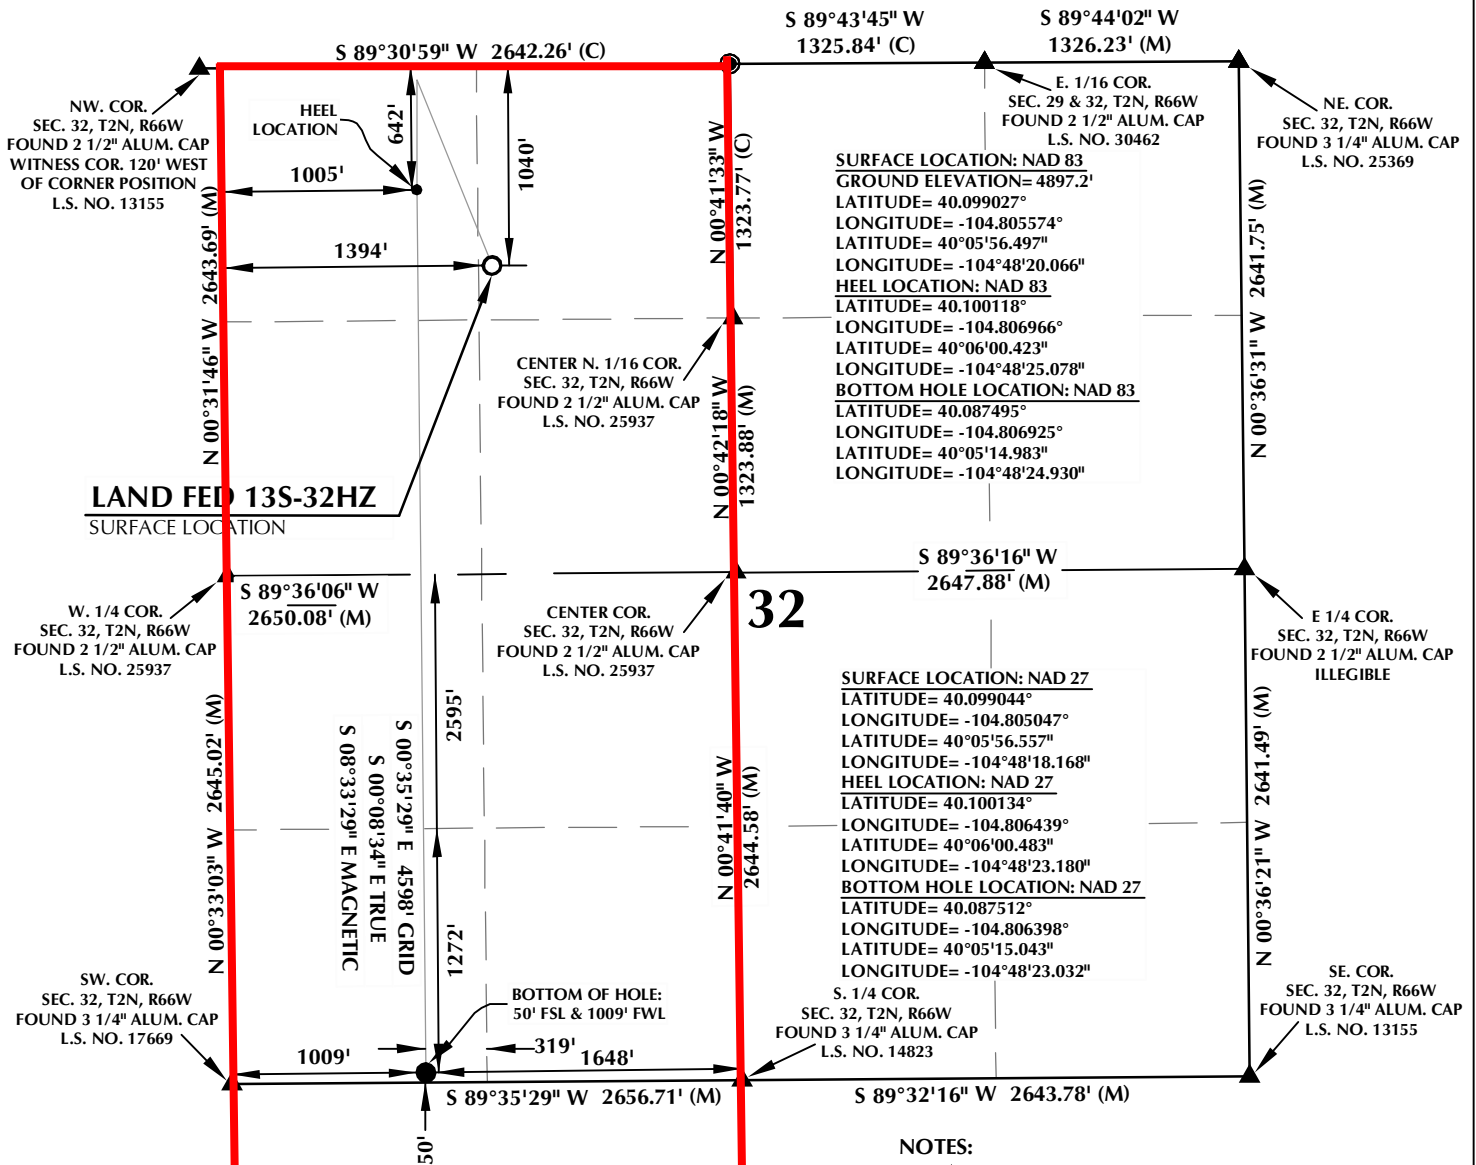 S 89°43'45" W
1325.84' (C)
S 89°44'02" W
1326.23' (M)
S 89°30'59" W 2642.26' (C)
NW. COR.
SEC. 32, T2N, R66W
FOUND 2 1/2" ALUM. CAP
WITNESS COR. 120' WEST
OF CORNER POSITION
L.S. NO. 13155
HEEL
LOCATION
642'
1040'
1005'
1394'
N 00°41'33" W
1323.77' (C)
E. 1/16 COR.
SEC. 29 & 32, T2N, R66W
FOUND 2 1/2" ALUM. CAP
L.S. NO. 30462
NE. COR.
SEC. 32, T2N, R66W
FOUND 3 1/4" ALUM. CAP
L.S. NO. 25369
SURFACE LOCATION: NAD 83
GROUND ELEVATION= 4897.2'
LATITUDE= 40.099027°
LONGITUDE= -104.805574°
LATITUDE= 40°05'56.497"
LONGITUDE= -104°48'20.066"
HEEL LOCATION: NAD 83
LATITUDE= 40.100118°
LONGITUDE= -104.806966°
LATITUDE= 40°06'00.423"
LONGITUDE= -104°48'25.078"
BOTTOM HOLE LOCATION: NAD 83
LATITUDE= 40.087495°
LONGITUDE= -104.806925°
LATITUDE= 40°05'14.983"
LONGITUDE= -104°48'24.930"
N 00°31'46" W 2643.69' (M)
N 00°36'31" W 2641.75' (M)
CENTER N. 1/16 COR.
SEC. 32, T2N, R66W
FOUND 2 1/2" ALUM. CAP
L.S. NO. 25937
N 00°42'18" W
1323.88' (M)
LAND FED 13S-32HZ
SURFACE LOCATION
S 89°36'06" W
2650.08' (M)
S 89°36'16" W
2647.88' (M)
W. 1/4 COR.
SEC. 32, T2N, R66W
FOUND 2 1/2" ALUM. CAP
L.S. NO. 25937
CENTER COR.
SEC. 32, T2N, R66W
FOUND 2 1/2" ALUM. CAP
L.S. NO. 25937
32
E 1/4 COR.
SEC. 32, T2N, R66W
FOUND 2 1/2" ALUM. CAP
ILLEGIBLE
SURFACE LOCATION: NAD 27
LATITUDE= 40.099044°
LONGITUDE= -104.805047°
LATITUDE= 40°05'56.557"
LONGITUDE= -104°48'18.168"
HEEL LOCATION: NAD 27
LATITUDE= 40.100134°
LONGITUDE= -104.806439°
LATITUDE= 40°06'00.483"
LONGITUDE= -104°48'23.180"
BOTTOM HOLE LOCATION: NAD 27
LATITUDE= 40.087512°
LONGITUDE= -104.806398°
LATITUDE= 40°05'15.043"
LONGITUDE= -104°48'23.032"
N 00°33'03" W 2645.02' (M)
S 00°35'29" E 4598' GRID
S 00°08'34" E TRUE
S 08°33'29" E MAGNETIC
2595'
1272'
N 00°41'40" W
2644.58' (M)
N 00°36'21" W 2641.49' (M)
SW. COR.
SEC. 32, T2N, R66W
FOUND 3 1/4" ALUM. CAP
L.S. NO. 17669
BOTTOM OF HOLE:
50' FSL & 1009' FWL
S. 1/4 COR.
SEC. 32, T2N, R66W
FOUND 3 1/4" ALUM. CAP
L.S. NO. 14823
SE. COR.
SEC. 32, T2N, R66W
FOUND 3 1/4" ALUM. CAP
L.S. NO. 13155
1009'
319'
1648'
S 89°35'29" W 2656.71' (M)
S 89°32'16" W 2643.78' (M)
50'
NOTES: